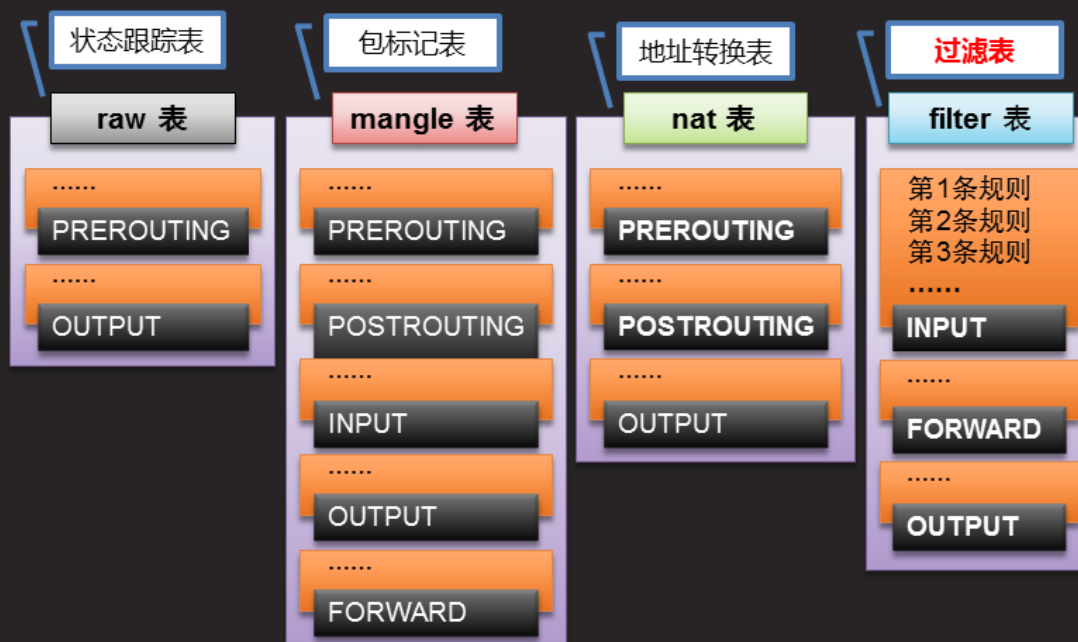 状态跟踪表
包标记表
地址转换表
过滤表
raw 表
......
PREROUTING
......
OUTPUT
mangle 表
......
PREROUTING
......
POSTROUTING
......
INPUT
......
OUTPUT
......
FORWARD
nat 表
......
PREROUTING
......
POSTROUTING
......
OUTPUT
filter 表
第1条规则
第2条规则
第3条规则
......
INPUT
......
FORWARD
......
OUTPUT